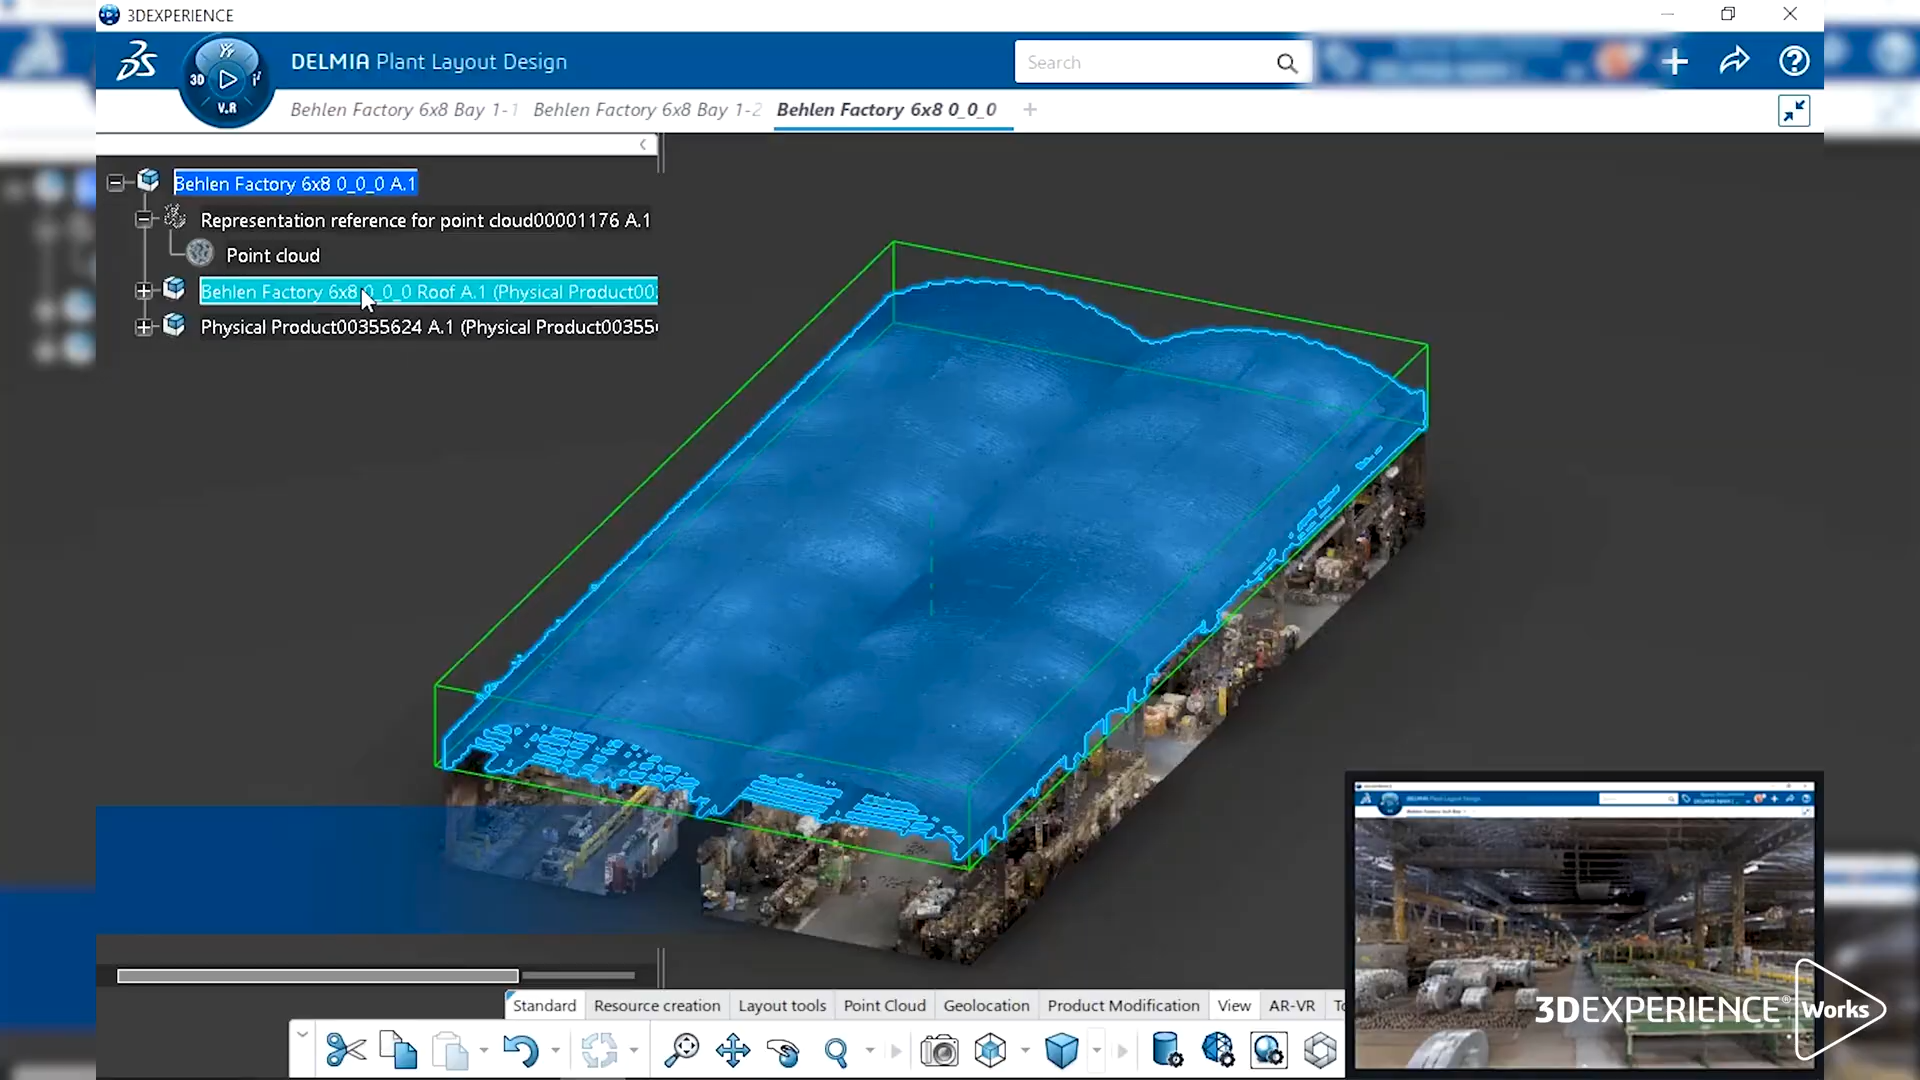 3DEXPERIENCE
DELMIA Plant Layout Design
Search
3D
V.R
Behlen Factory 6x8 Bay 1-1
Behlen Factory 6x8 Bay 1-2
Behlen Factory 6x8 0_0_0
Behlen Factory 6x8 0_0_0 A.1
Representation reference for point cloud00001176 A.1
Point cloud
Behlen Factory 6x8 0_0_0 Roof A.1 (Physical Product00
Physical Product00355624 A.1 (Physical Product00355
Standard
Resource creation
Layout tools
Point Cloud
Geolocation
Product Modification
View
AR-VR
To
3DEXPERIENCE® Works